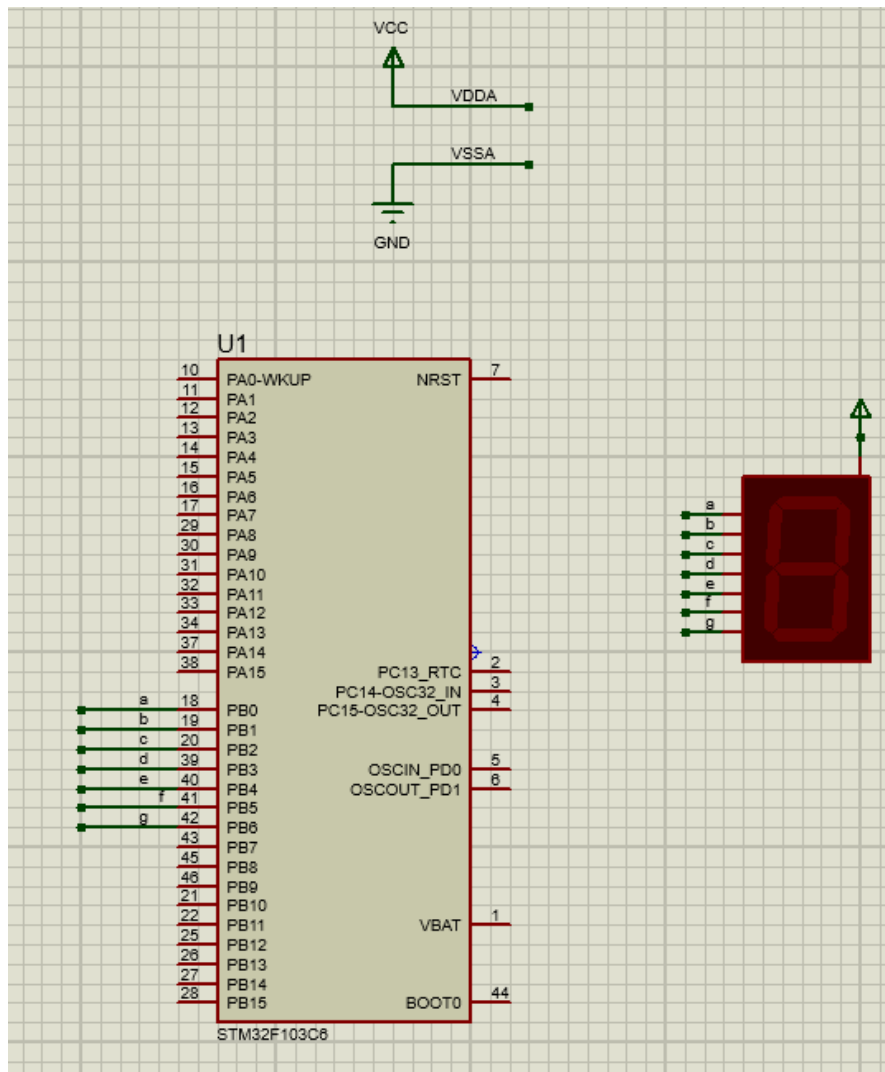 VCC
VDDA
VSSA
GND
U1
10 PA0-WKUP NRST 7
11 PA1
12 PA2
13 PA3
14 PA4
15 PA5
16 PA6
17 PA7
29 PA8
30 PA9
31 PA10
32 PA11
33 PA12
34 PA13
37 PA14
38 PA15 PC13_RTC 2
PC14-OSC32_IN 3
a 18 PB0 PC15-OSC32_OUT 4
b 19 PB1
c 20 PB2
d 39 PB3 OSCIN_PD0 5
e 40 PB4 OSCOUT_PD1 6
f 41 PB5
g 42 PB6
43 PB7
45 PB8
46 PB9
21 PB10
22 PB11 VBAT 1
25 PB12
26 PB13
27 PB14
28 PB15 BOOT0 44
STM32F103C6
a
b
c
d
e
f
g